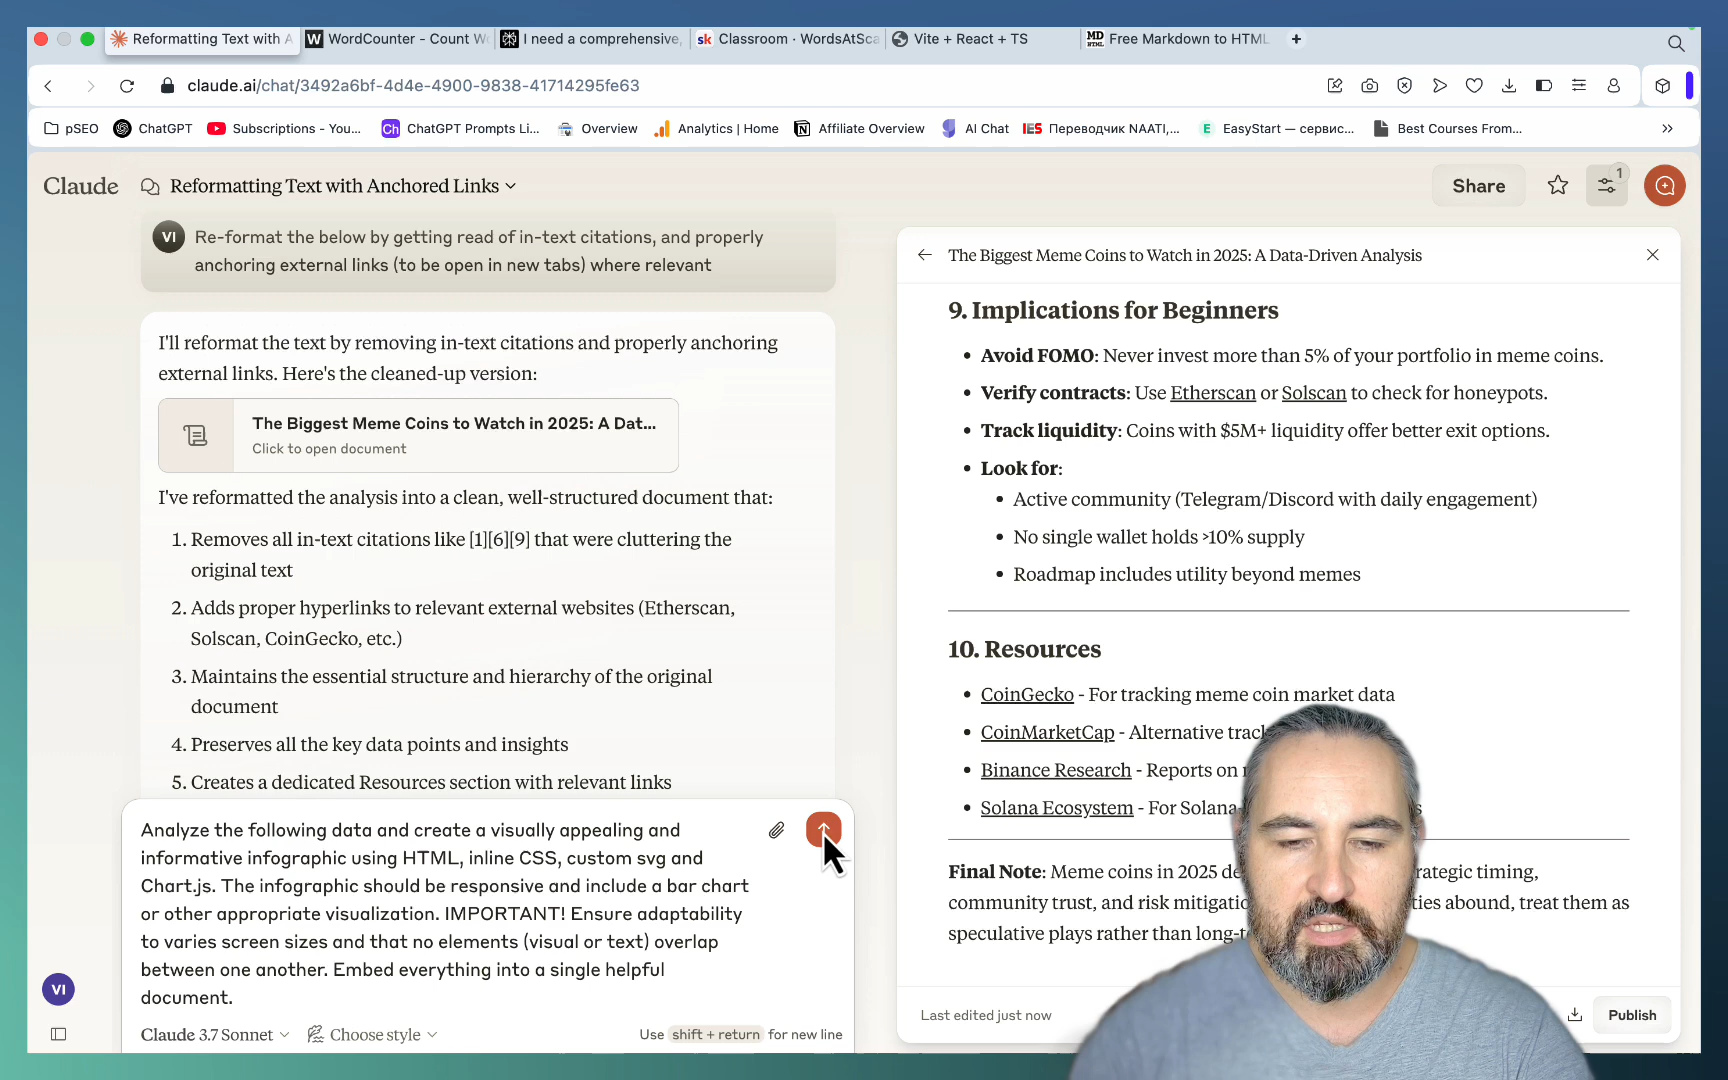 Reformatting Text with A
WordCounter - Count W
I need a comprehensive,
sk Classroom · WordsAtSca
Vite + React + TS
MD HTML Free Markdown to HTML
claude.ai/chat/3492a6bf-4d4e-4900-9838-41714295fe63
pSEO
ChatGPT
Subscriptions - You...
Ch ChatGPT Prompts Li...
Overview
Analytics | Home
Affiliate Overview
AI Chat
IES Переводчик NAATI,...
E EasyStart — сервис...
Best Courses From...
Claude
Reformatting Text with Anchored Links
Share
1
VI
Re-format the below by getting read of in-text citations, and properly
anchoring external links (to be open in new tabs) where relevant
I'll reformat the text by removing in-text citations and properly anchoring
external links. Here's the cleaned-up version:
The Biggest Meme Coins to Watch in 2025: A Dat...
Click to open document
I've reformatted the analysis into a clean, well-structured document that:
1. Removes all in-text citations like [1][6][9] that were cluttering the
original text
2. Adds proper hyperlinks to relevant external websites (Etherscan,
Solscan, CoinGecko, etc.)
3. Maintains the essential structure and hierarchy of the original
document
4. Preserves all the key data points and insights
5. Creates a dedicated Resources section with relevant links
Analyze the following data and create a visually appealing and
informative infographic using HTML, inline CSS, custom svg and
Chart.js. The infographic should be responsive and include a bar chart
or other appropriate visualization. IMPORTANT! Ensure adaptability
to varies screen sizes and that no elements (visual or text) overlap
between one another. Embed everything into a single helpful
document.
Claude 3.7 Sonnet
Choose style
Use shift + return for new line
VI
The Biggest Meme Coins to Watch in 2025: A Data-Driven Analysis
9. Implications for Beginners
• Avoid FOMO: Never invest more than 5% of your portfolio in meme coins.
• Verify contracts: Use Etherscan or Solscan to check for honeypots.
• Track liquidity: Coins with $5M+ liquidity offer better exit options.
• Look for:
• Active community (Telegram/Discord with daily engagement)
• No single wallet holds >10% supply
• Roadmap includes utility beyond memes
10. Resources
• CoinGecko - For tracking meme coin market data
• CoinMarketCap - Alternative trac
• Binance Research - Reports on
• Solana Ecosystem - For Solana
Final Note: Meme coins in 2025 de rategic timing,
community trust, and risk mitigatio ties abound, treat them as
speculative plays rather than long-t
Last edited just now
Publish